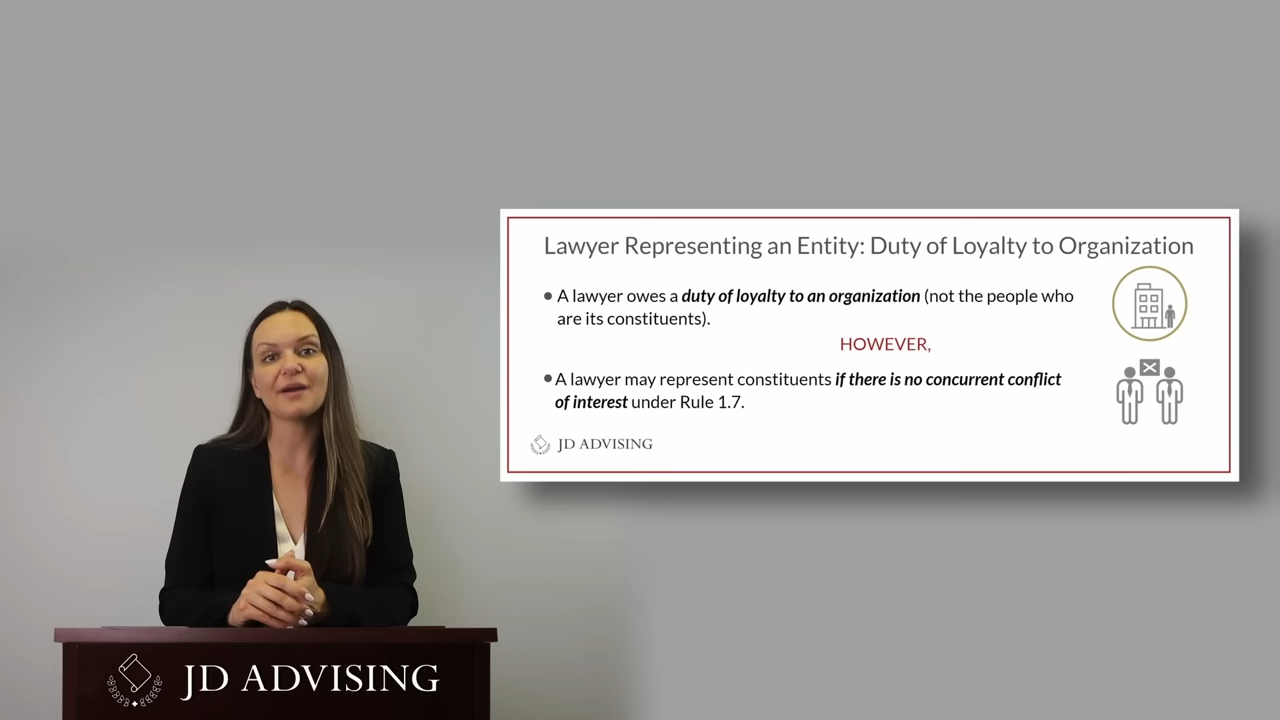 Lawyer Representing an Entity: Duty of Loyalty to Organization
● A lawyer owes a duty of loyalty to an organization (not the people who
are its constituents).
HOWEVER,
● A lawyer may represent constituents if there is no concurrent conflict
of interest under Rule 1.7.
JD ADVISING
JD ADVISING